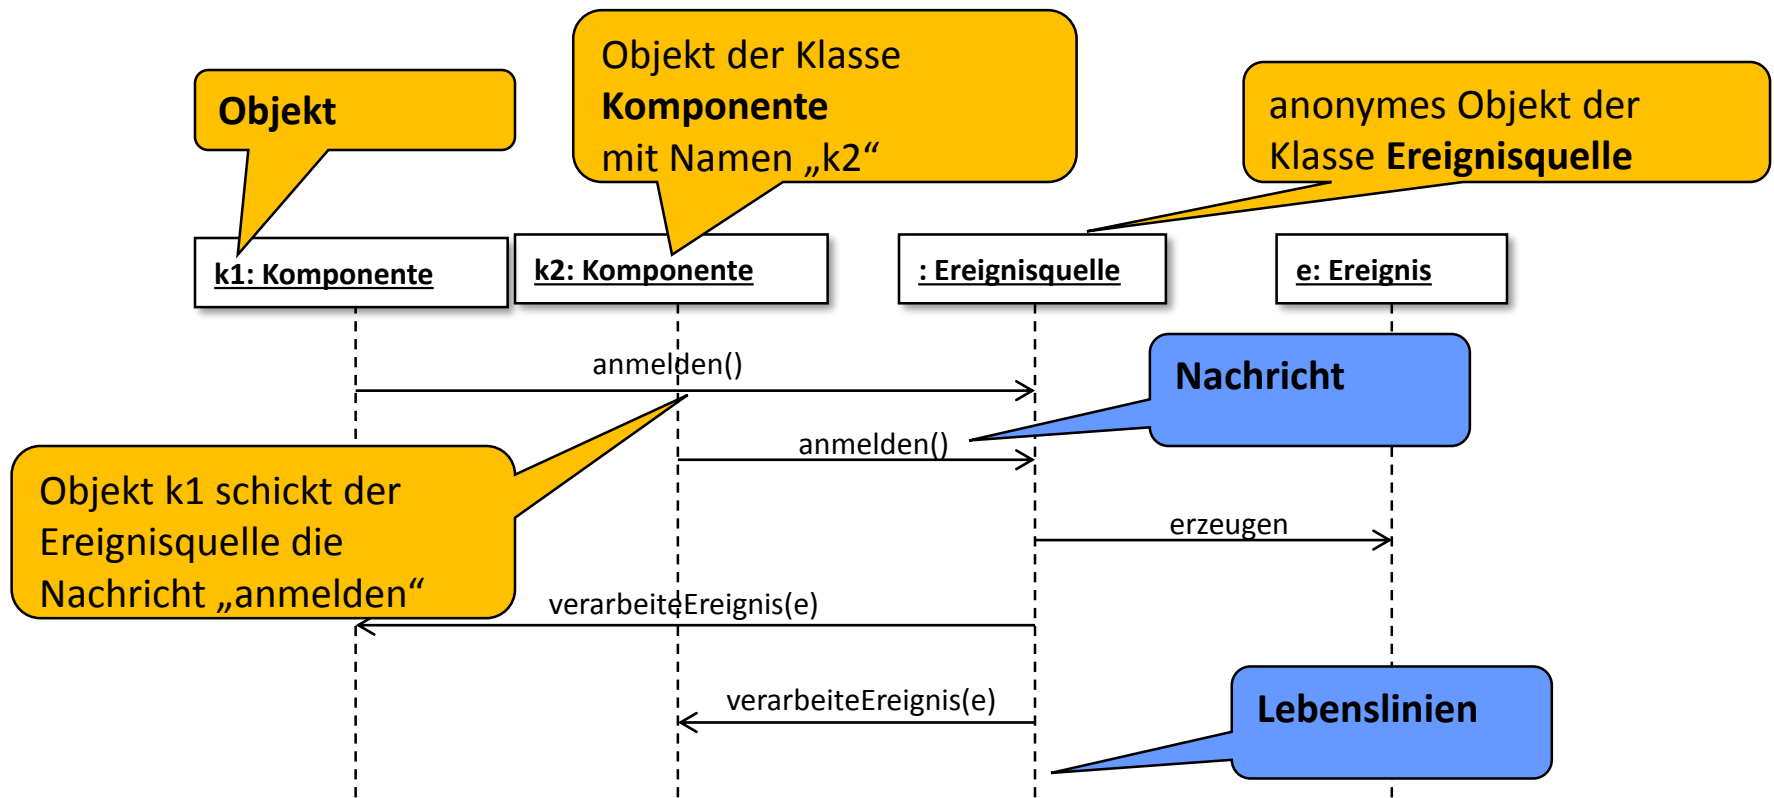 Objekt
Objekt der Klasse
Komponente
mit Namen „k2“
anonymes Objekt der
Klasse Ereignisquelle
k1: Komponente
k2: Komponente
: Ereignisquelle
e: Ereignis
anmelden()
Nachricht
anmelden()
Objekt k1 schickt der
Ereignisquelle die
Nachricht „anmelden“
erzeugen
verarbeiteEreignis(e)
verarbeiteEreignis(e)
Lebenslinien